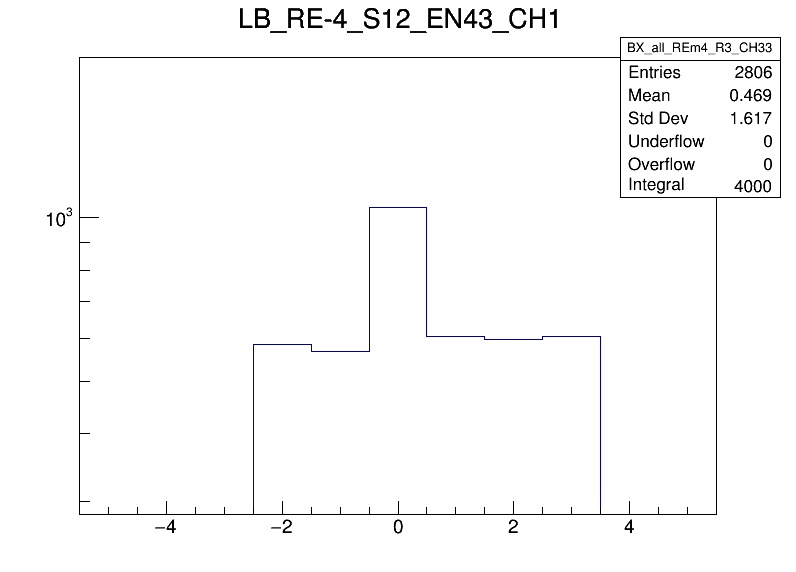 LB_RE-4_S12_EN43_CH1
BX_all_REm4_R3_CH33
Entries 2806
Mean 0.469
Std Dev 1.617
Underflow 0
Overflow 0
Integral 4000
10³
−4 −2 0 2 4